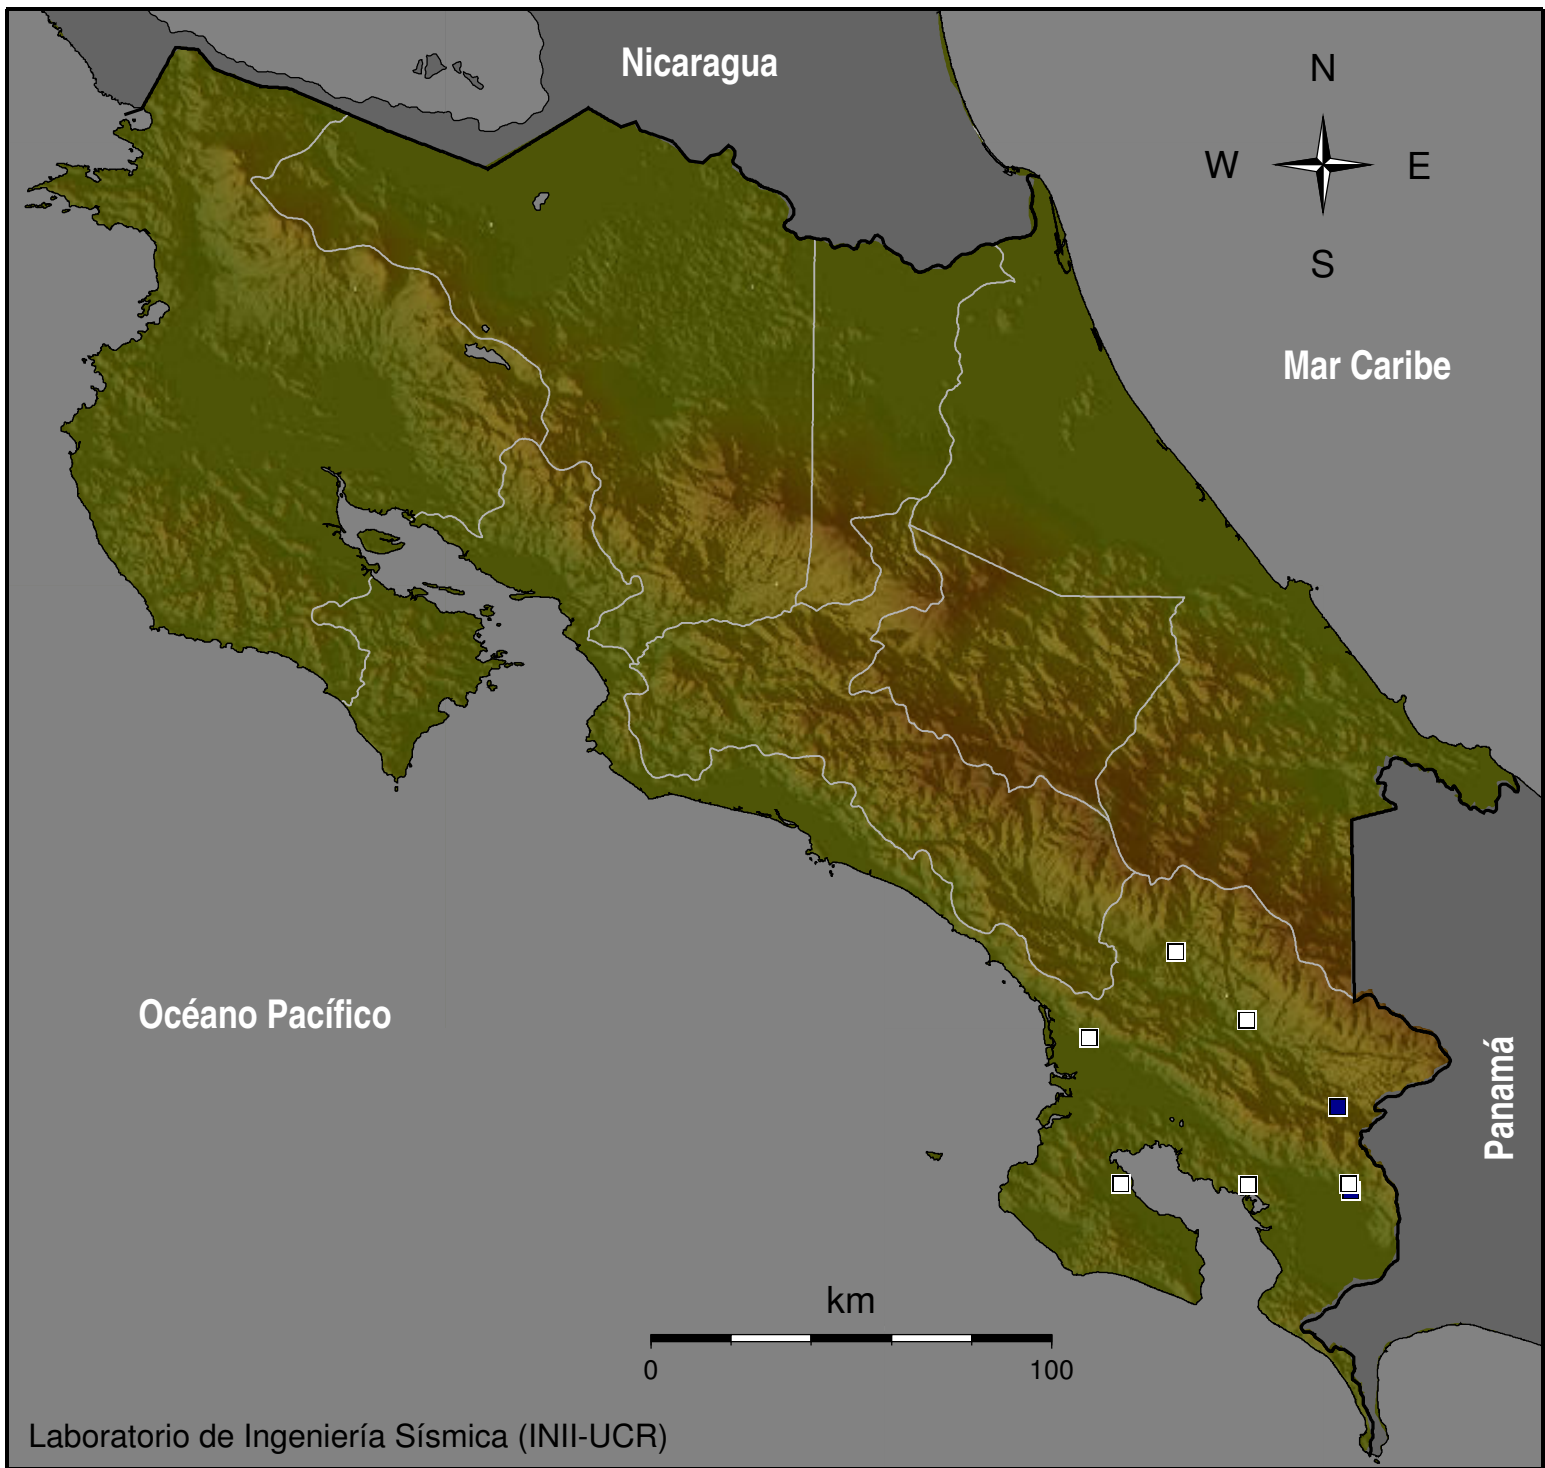 Nicaragua
N
W
E
S
Mar Caribe
Océano Pacífico
Panamá
km
0
100
Laboratorio de Ingeniería Sísmica (INII-UCR)